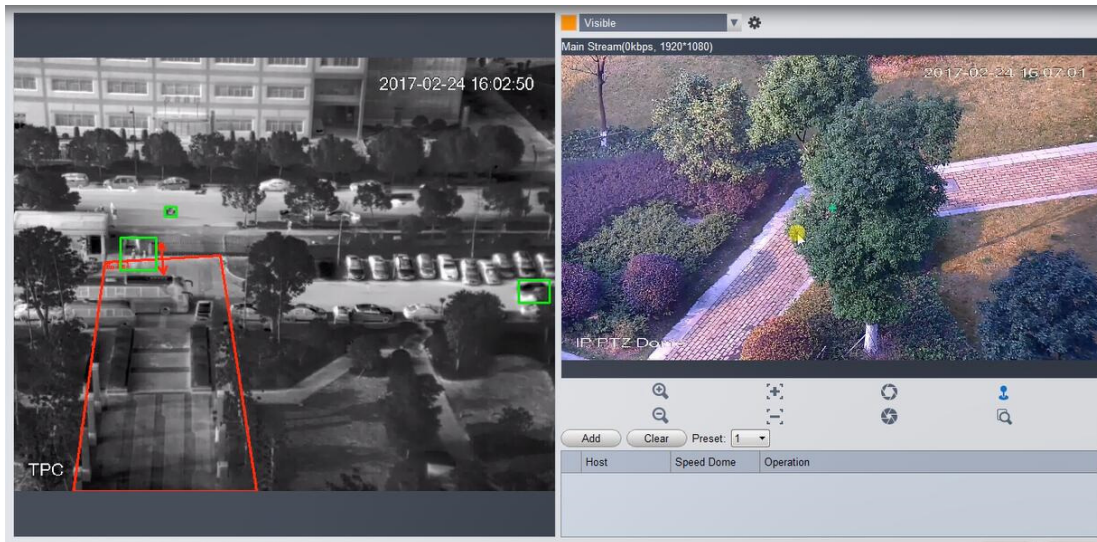 Visible
Main Stream(0kbps, 1920*1080)
2017-02-24 16:02:50
2017-02-24 16:07:01
IP PTZ Dome
TPC
Add Clear Preset: 1
Host Speed Dome Operation